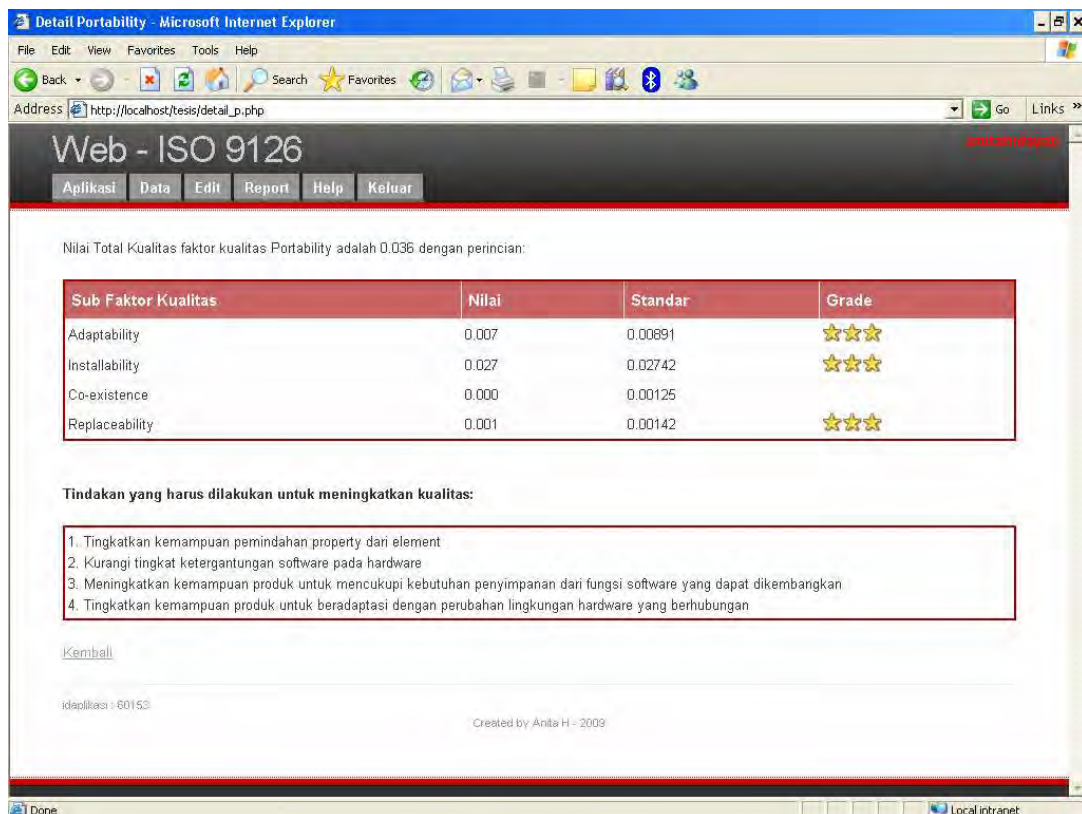 Detail Portability - Microsoft Internet Explorer
File Edit View Favorites Tools Help
Back Search Favorites
Address http://localhost/tesis/detail_p.php Go Links »
Web - ISO 9126
Aplikasi Data Edit Report Help Keluar
Nilai Total Kualitas faktor kualitas Portability adalah 0.036 dengan perincian:
Sub Faktor Kualitas Nilai Standar Grade
Adaptability 0.007 0.00891
Installability 0.027 0.02742
Co-existence 0.000 0.00125
Replaceability 0.001 0.00142
Tindakan yang harus dilakukan untuk meningkatkan kualitas:
1. Tingkatkan kemampuan pemindahan property dari element
2. Kurangi tingkat ketergantungan software pada hardware
3. Meningkatkan kemampuan produk untuk mencukupi kebutuhan penyimpanan dari fungsi software yang dapat dikembangkan
4. Tingkatkan kemampuan produk untuk beradaptasi dengan perubahan lingkungan hardware yang berhubungan
Kembali
idaplikasi : 60153
Created by Anita H - 2009
Done Local intranet